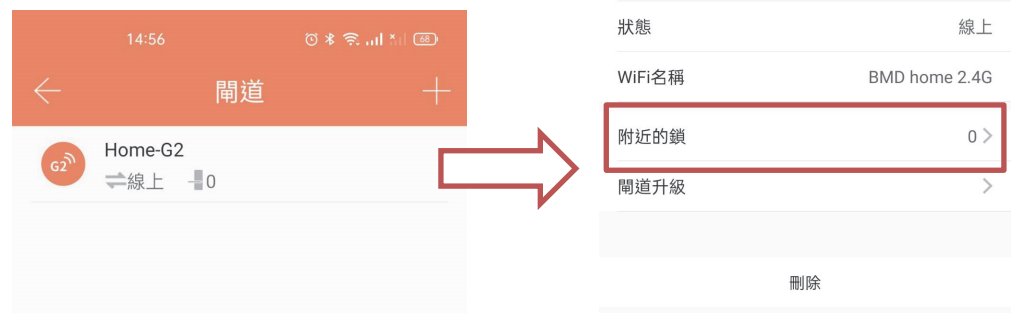 14:56
68
閘道
G2
Home-G2
線上 0
狀態 線上
WiFi名稱 BMD home 2.4G
附近的鎖 0
閘道升級
刪除